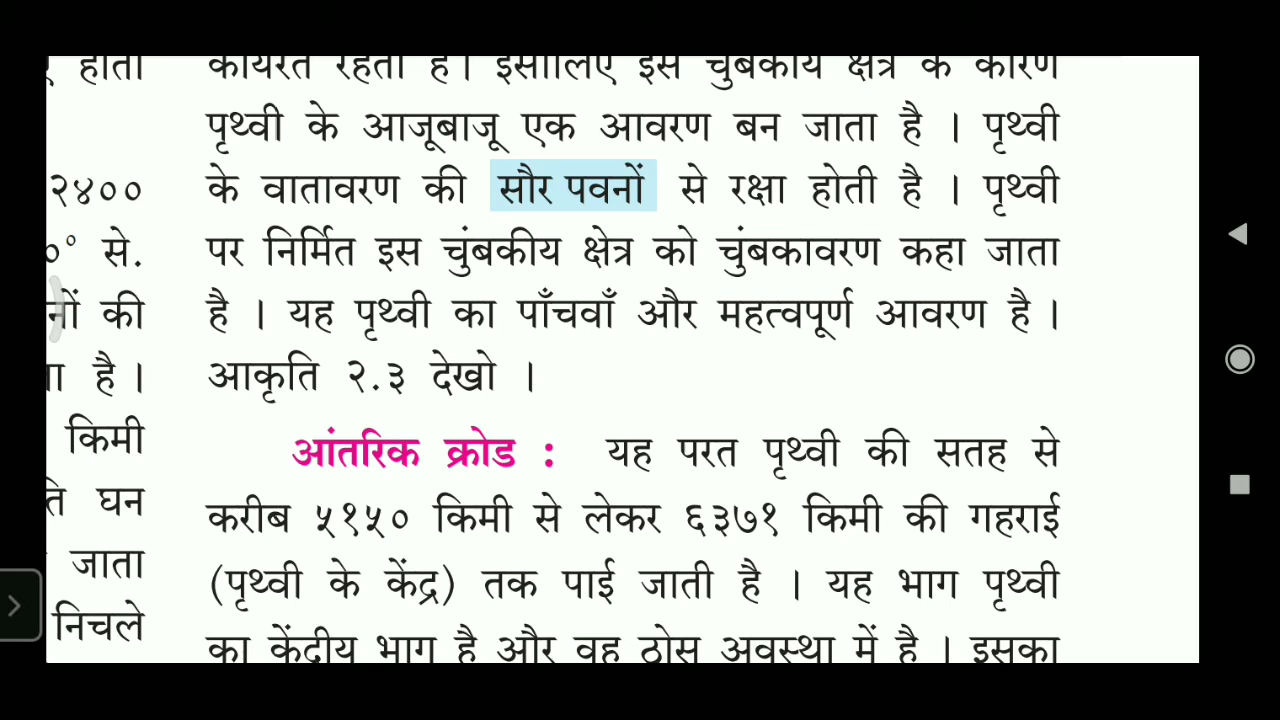 होता
२४००
०° से.
नों की
है ।
किमी
घन
जाता
निचले
कार्यरत रहता है। इसीलिए इस चुंबकीय क्षेत्र के कारण
पृथ्वी के आजूबाजू एक आवरण बन जाता है । पृथ्वी
के वातावरण की सौर पवनों से रक्षा होती है । पृथ्वी
पर निर्मित इस चुंबकीय क्षेत्र को चुंबकावरण कहा जाता
है । यह पृथ्वी का पाँचवाँ और महत्वपूर्ण आवरण है ।
आकृति २.३ देखो ।
आंतरिक क्रोड : यह परत पृथ्वी की सतह से
करीब ५१५० किमी से लेकर ६३७१ किमी की गहराई
(पृथ्वी के केंद्र) तक पाई जाती है । यह भाग पृथ्वी
का केंद्रीय भाग है और वह ठोस अवस्था में है । इसका